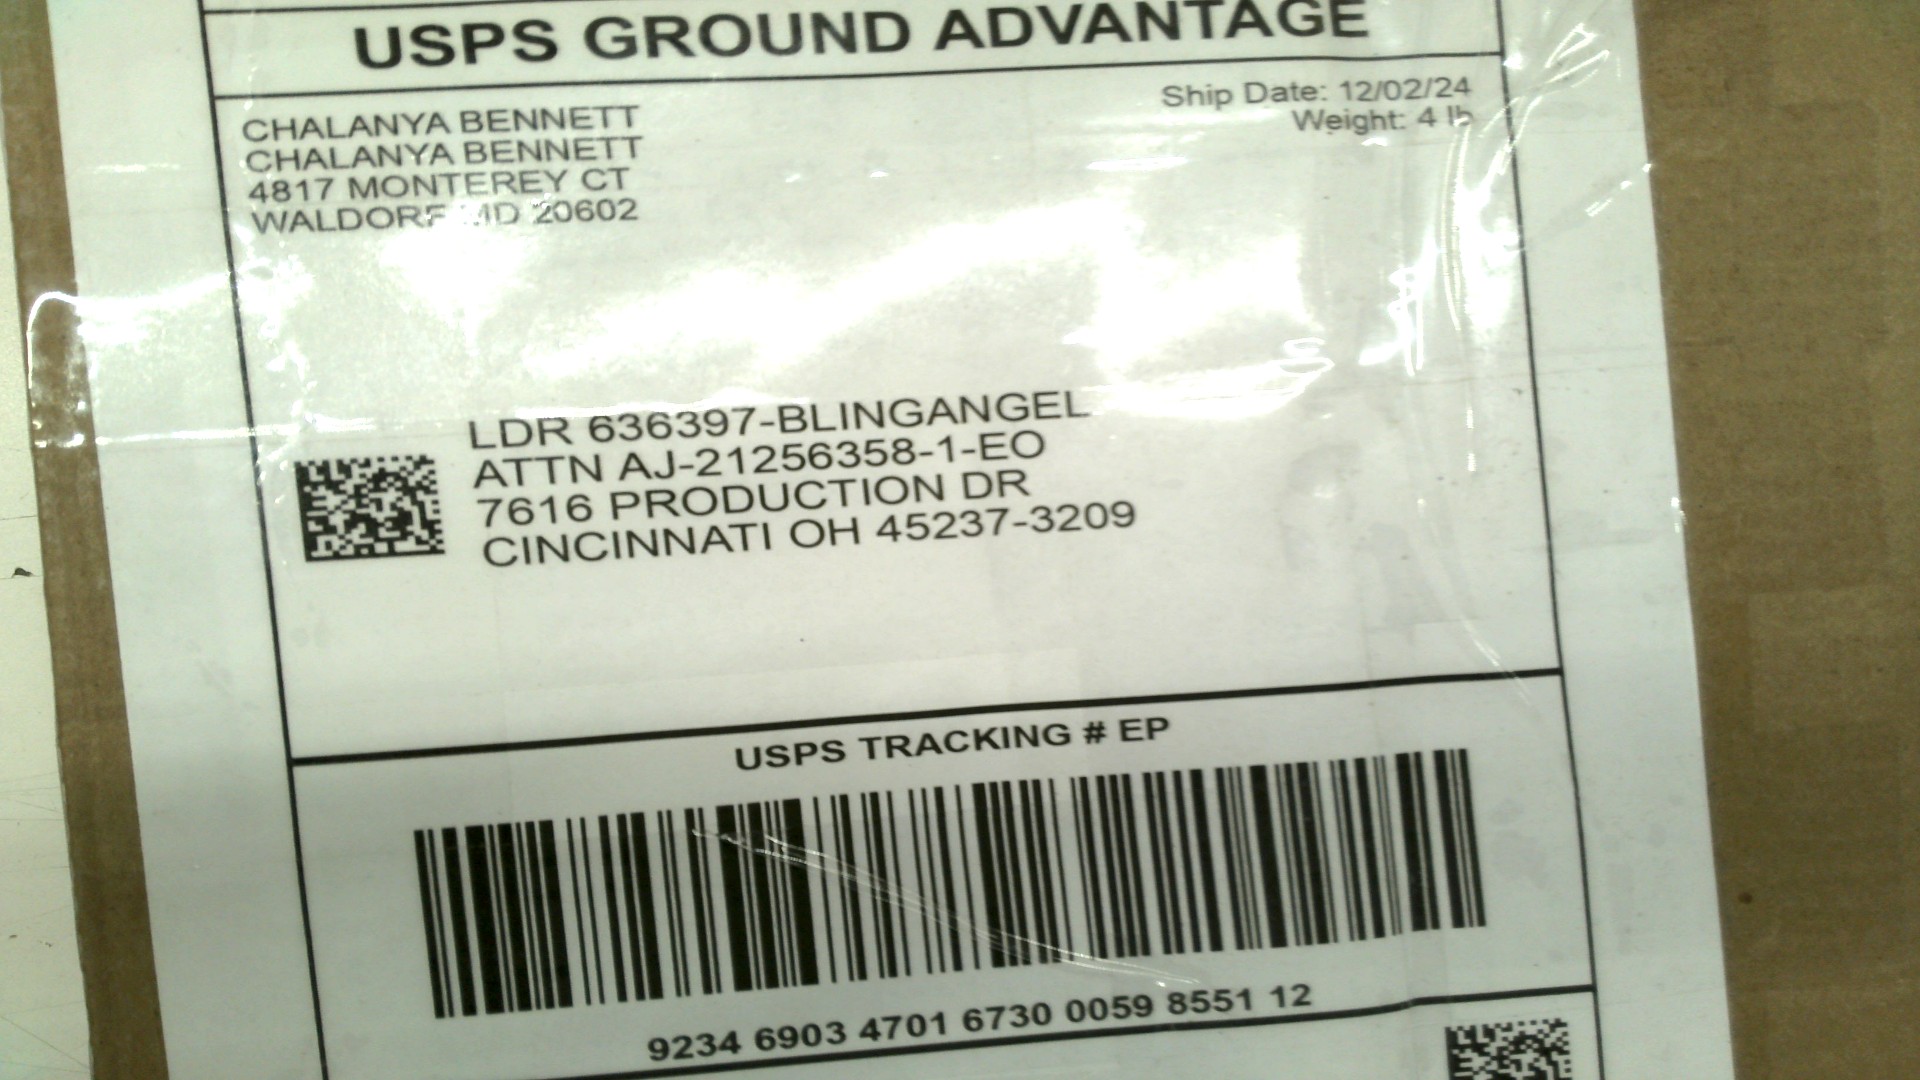 USPS GROUND ADVANTAGE
CHALANYA BENNETT
CHALANYA BENNETT
4817 MONTEREY CT
WALDORF MD 20602
Ship Date: 12/02/24
Weight: 4 lb
LDR 636397-BLINGANGEL
ATTN AJ-21256358-1-EO
7616 PRODUCTION DR
CINCINNATI OH 45237-3209
USPS TRACKING # EP
9234 6903 4701 6730 0059 8551 12